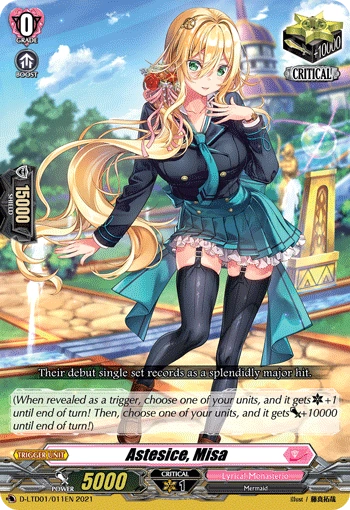 0
GRADE
BOOST
+10000
CRITICAL
15000
SHIELD
Their debut single set records as a splendidly major hit.
(When revealed as a trigger, choose one of your units, and it gets +1
until end of turn! Then, choose one of your units, and it gets +10000
until end of turn!)
TRIGGER UNIT
Astesice, Misa
Lyrical Monasterio
POWER 5000
CRITICAL
1
Mermaid
D-LTD01/011EN 2021
Illust / 藤真拓哉